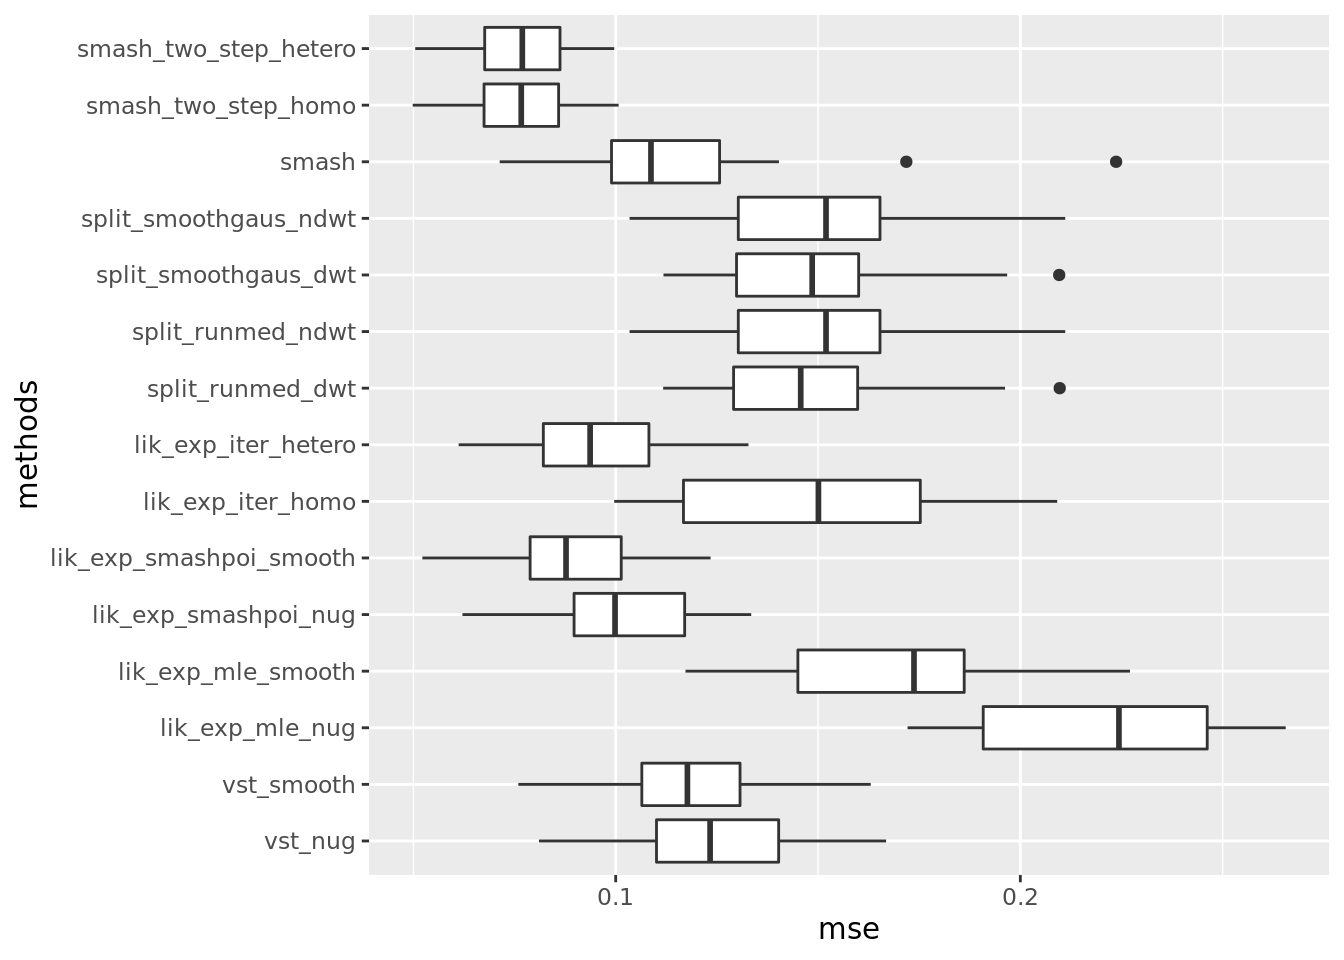 smash_two_step_hetero
smash_two_step_homo
smash
split_smoothgaus_ndwt
split_smoothgaus_dwt
split_runmed_ndwt
split_runmed_dwt
lik_exp_iter_hetero
lik_exp_iter_homo
lik_exp_smashpoi_smooth
lik_exp_smashpoi_nug
lik_exp_mle_smooth
lik_exp_mle_nug
vst_smooth
vst_nug
methods
0.1 0.2
mse